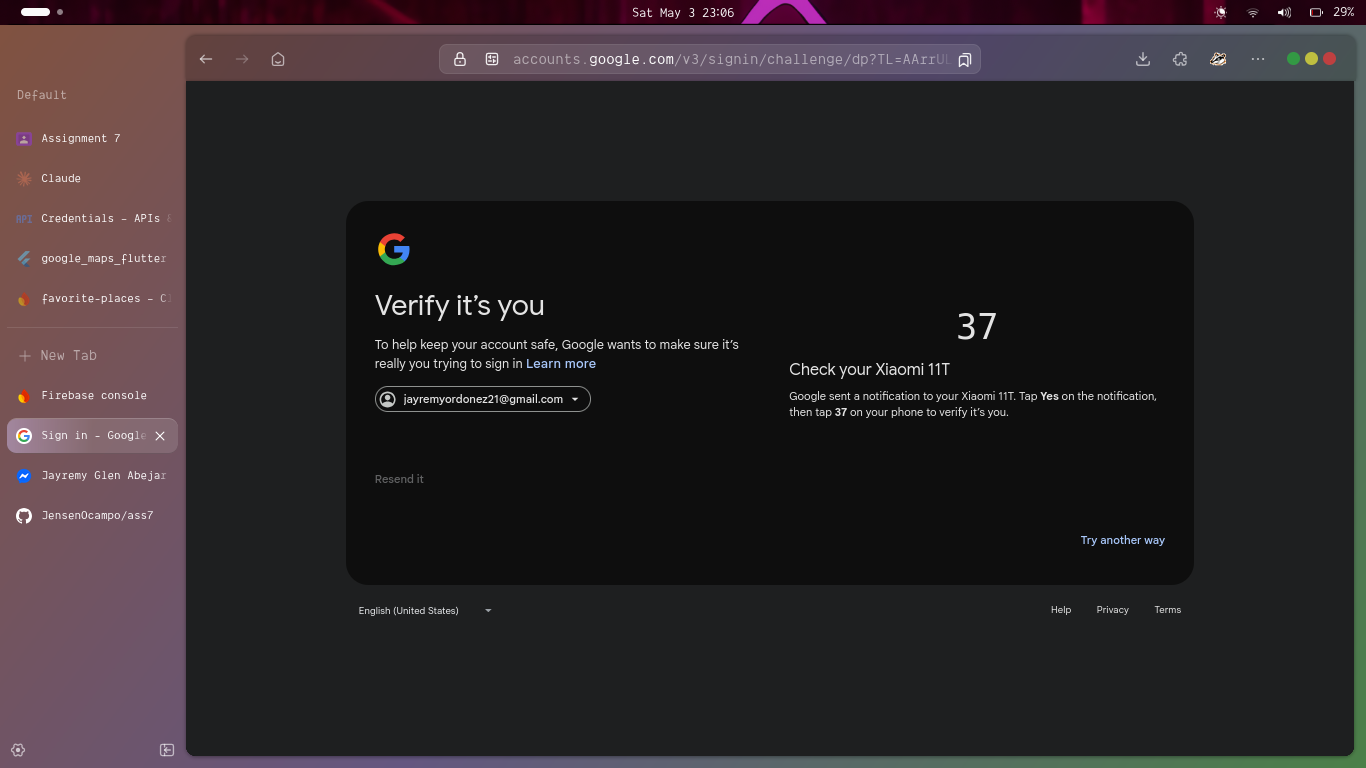 Sat May 3 23:06
29%
accounts.google.com/v3/signin/challenge/dp?TL=AArrUL
Default
Assignment 7
Claude
API
Credentials – APIs &
google_maps_flutter
favorite-places – Cl
New Tab
Firebase console
Sign in - Google
Jayremy Glen Abejar
JensenOcampo/ass7
Verify it's you
To help keep your account safe, Google wants to make sure it's
really you trying to sign in Learn more
jayremyordonez21@gmail.com
Resend it
37
Check your Xiaomi 11T
Google sent a notification to your Xiaomi 11T. Tap Yes on the notification,
then tap 37 on your phone to verify it's you.
Try another way
English (United States)
Help
Privacy
Terms